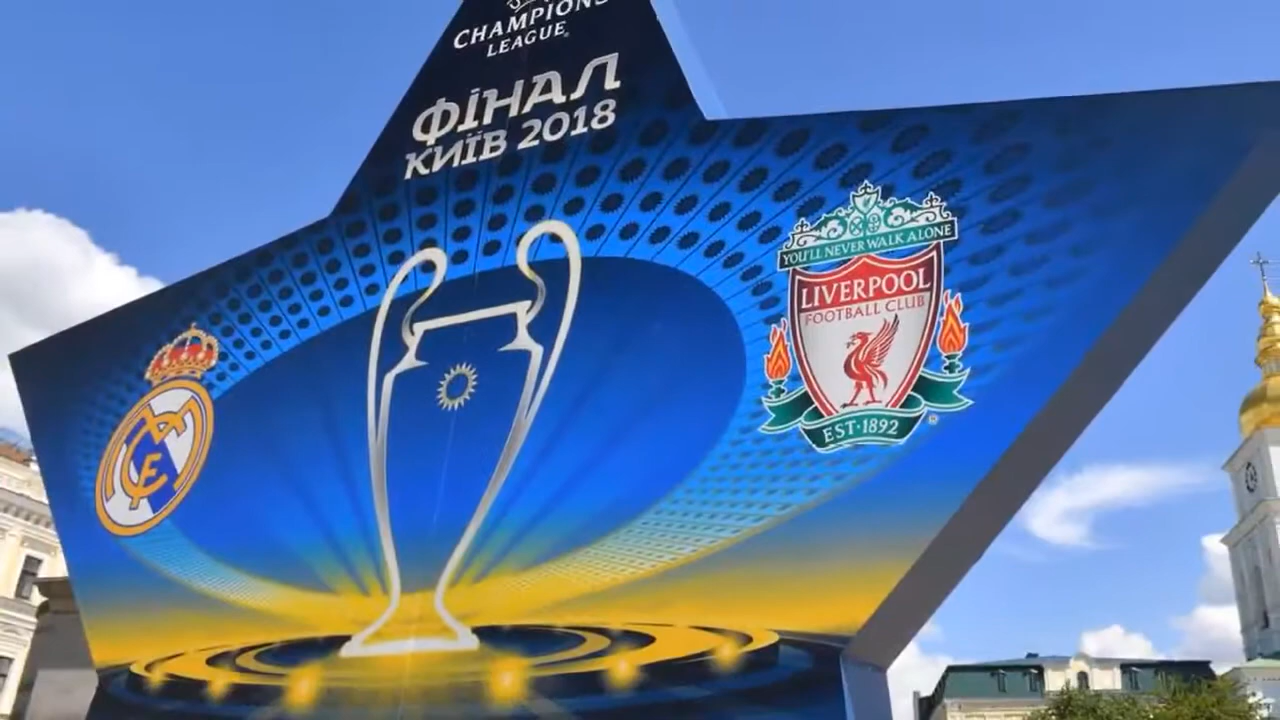 CHAMPIONS
LEAGUE
ФІНАЛ
КИЇВ 2018
YOU'LL NEVER WALK ALONE
LIVERPOOL
FOOTBALL CLUB
EST·1892